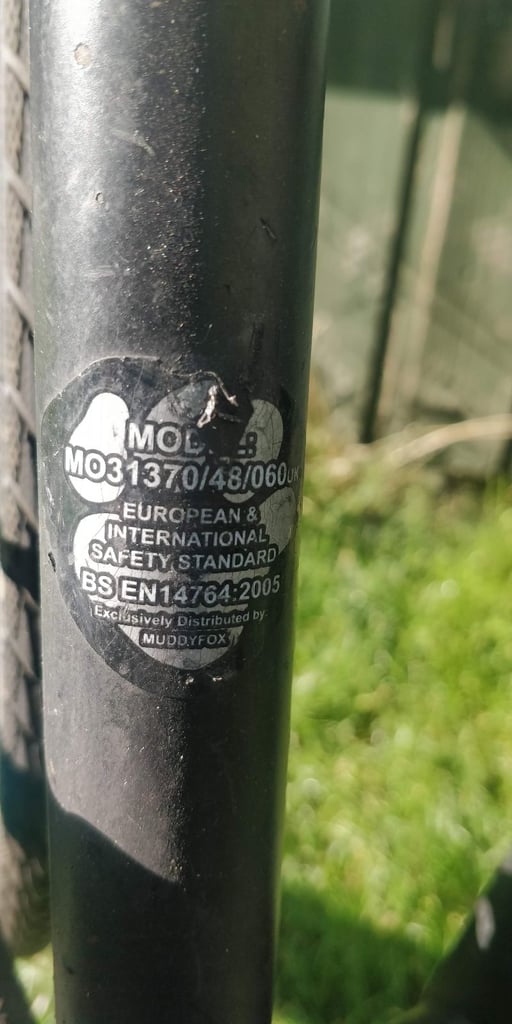 MO31370/48/060UK
EUROPEAN &
INTERNATIONAL
SAFETY STANDARD
BS EN14764:2005
Exclusively Distributed by:
MUDDYFOX